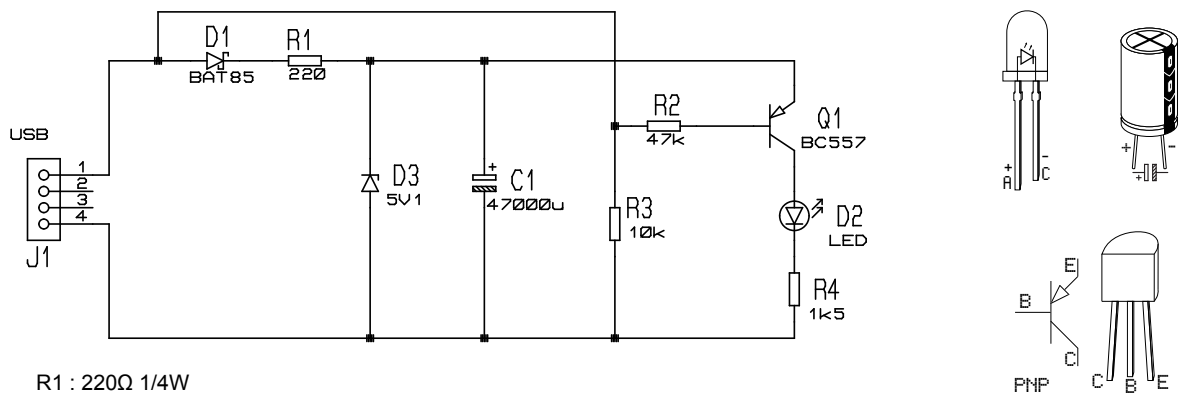 D1
BAT85
R1
220
USB
1
2
3
4
J1
D3
5V1
+
C1
47000u
R2
47k
Q1
BC557
R3
10k
D2
LED
R4
1k5
+
A
-
C
+
-
+
B
E
C
PNP
C
B
E
R1 : 220Ω 1/4W